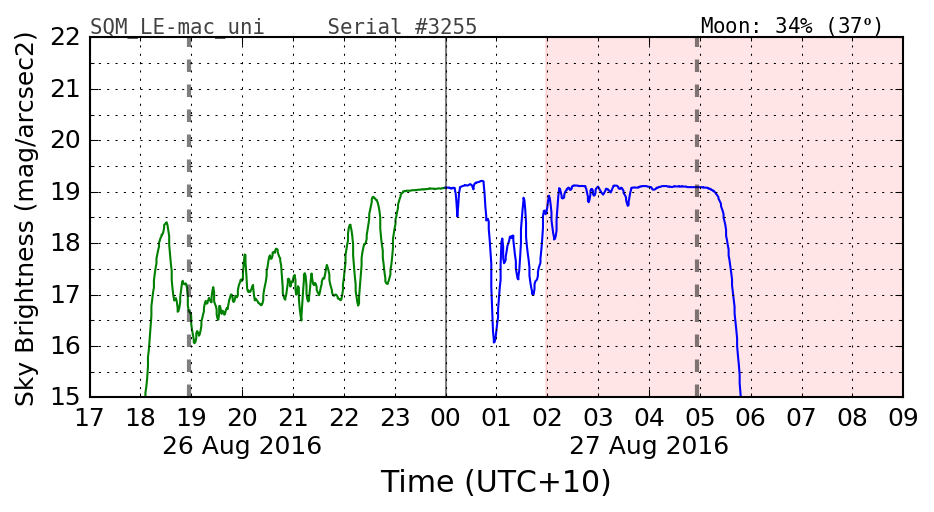 SQM_LE-mac_uni Serial #3255 Moon: 34% (37°)
Sky Brightness (mag/arcsec2)
22
21
20
19
18
17
16
15
17 18 19 20 21 22 23 00 01 02 03 04 05 06 07 08 09
26 Aug 2016 27 Aug 2016
Time (UTC+10)